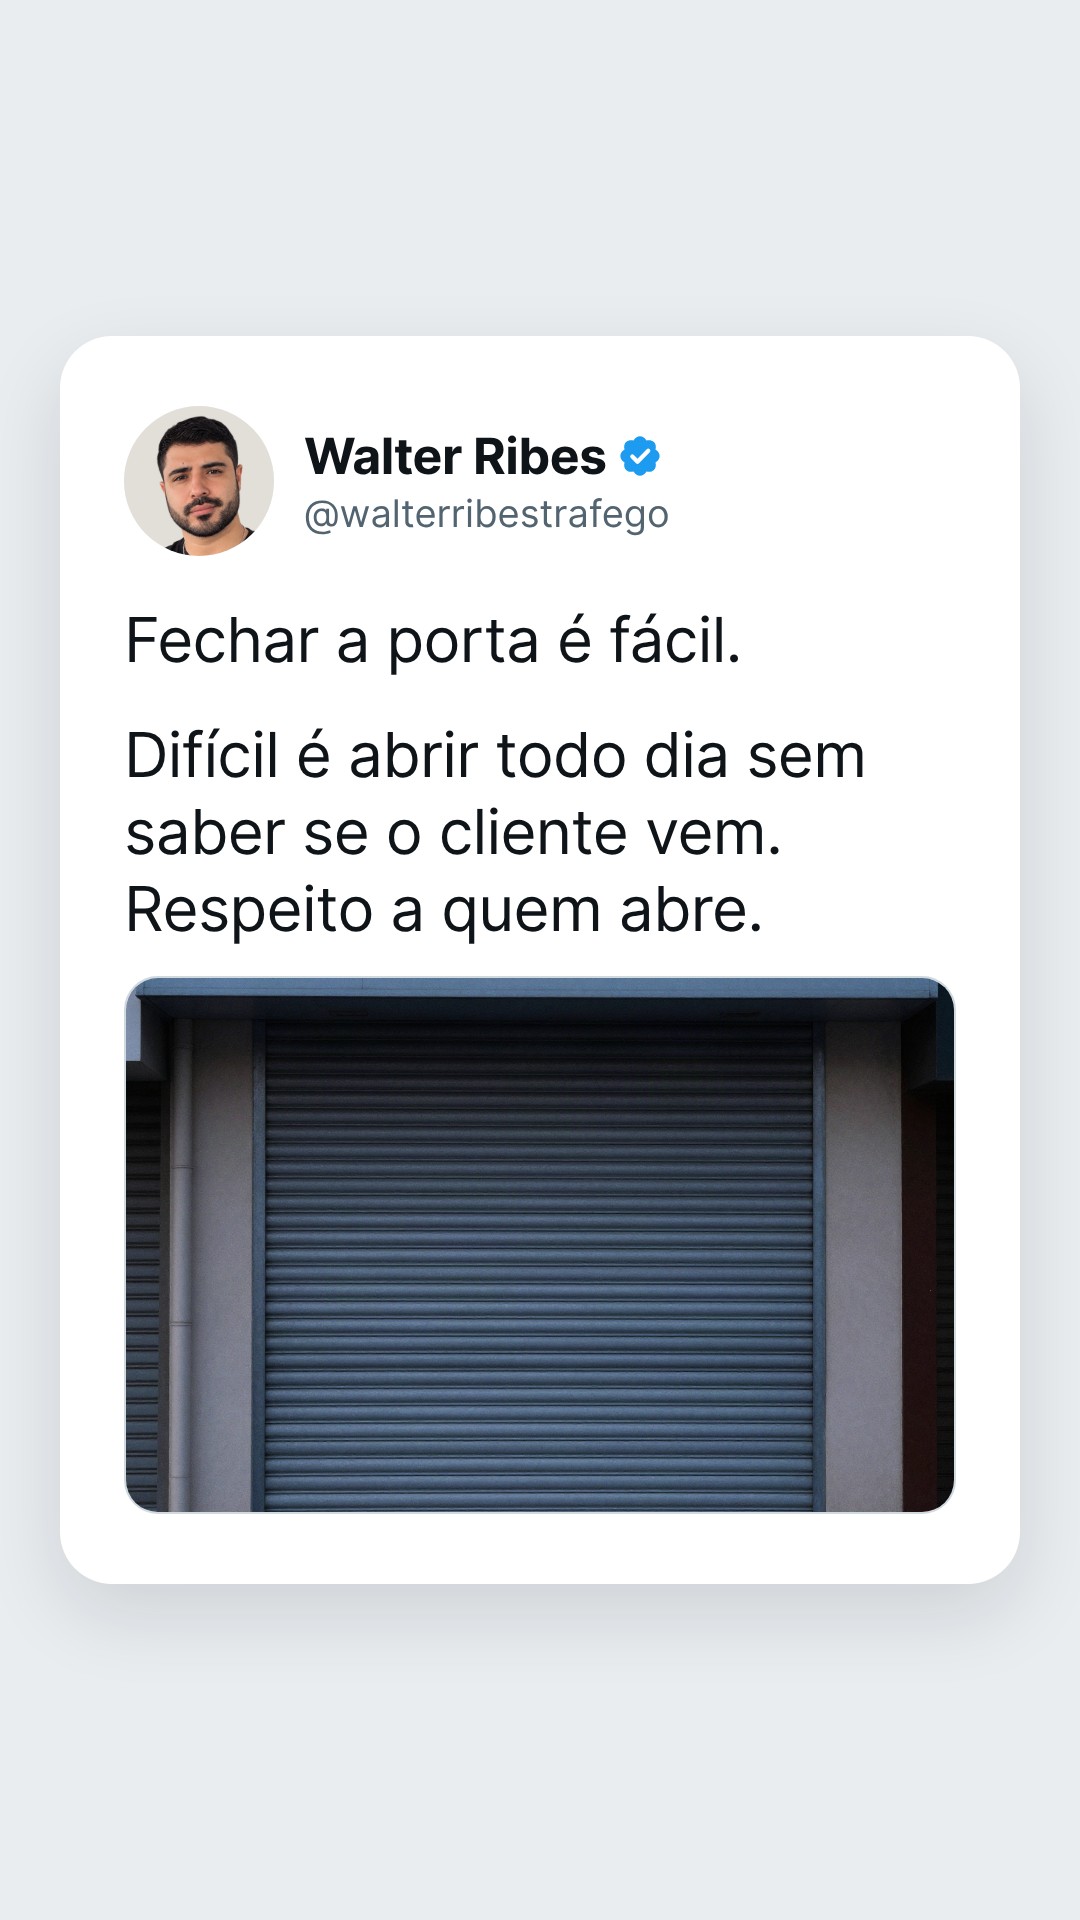 Walter Ribes
@walterribestrafego
Fechar a porta é fácil.
Difícil é abrir todo dia sem
saber se o cliente vem.
Respeito a quem abre.